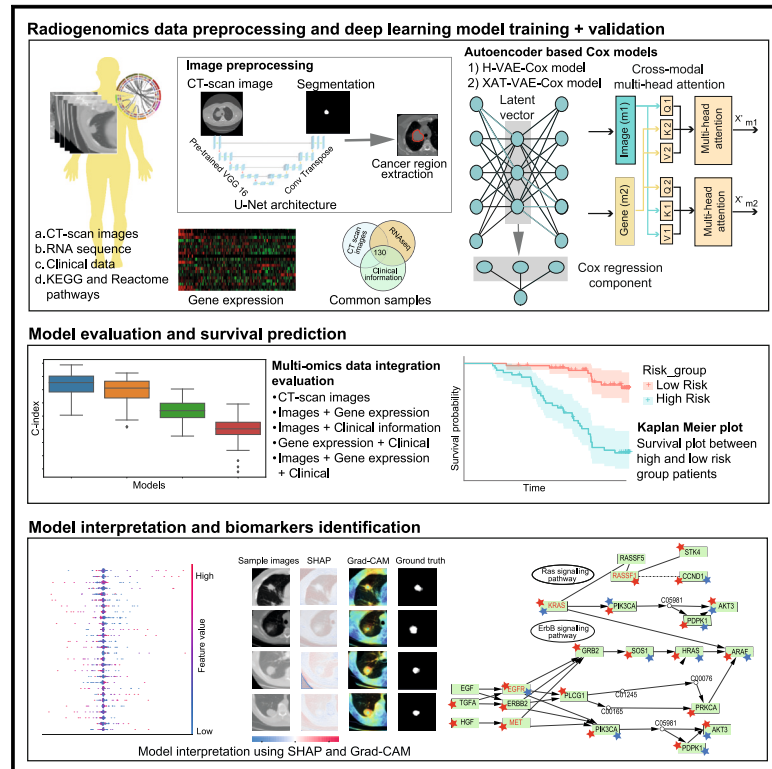 Radiogenomics data preprocessing and deep learning model training + validation
a. CT-scan images
b. RNA sequence
c. Clinical data
d. KEGG and Reactome
pathways
Image preprocessing
CT-scan image
Segmentation
Pre-trained VGG 16
Conv Transpose
U-Net architecture
Cancer region
extraction
Gene expression
CT scan
images
RNAseq
130
Clinical
information
Common samples
Autoencoder based Cox models
1) H-VAE-Cox model
2) XAT-VAE-Cox model
Latent
vector
Cox regression
component
Cross-modal
multi-head attention
Image (m1)
Q1
K2
V2
Multi-head
attention
X' m1
Gene (m2)
Q2
K1
V1
Multi-head
attention
X' m2
Model evaluation and survival prediction
C-index
Models
Multi-omics data integration
evaluation
•CT-scan images
•Images + Gene expression
•Images + Clinical information
•Gene expression + Clinical
•Images + Gene expression
+ Clinical
Survival probability
Time
Risk_group
Low Risk
High Risk
Kaplan Meier plot
Survival plot between
high and low risk
group patients
Model interpretation and biomarkers identification
High
Feature value
Low
Sample images
SHAP
Grad-CAM
Ground truth
Model interpretation using SHAP and Grad-CAM
STK4
RASSF5
Ras signaling
pathway
RASSF1
CCND1
KRAS
PIK3CA
C05981
AKT3
PDPK1
ErbB signaling
pathway
GRB2
SOS1
HRAS
ARAF
EGF
EGFR
TGFA
ERBB2
PLCG1
C00076
C01245
C00165
PRKCA
HGF
MET
PIK3CA
C05981
AKT3
PDPK1